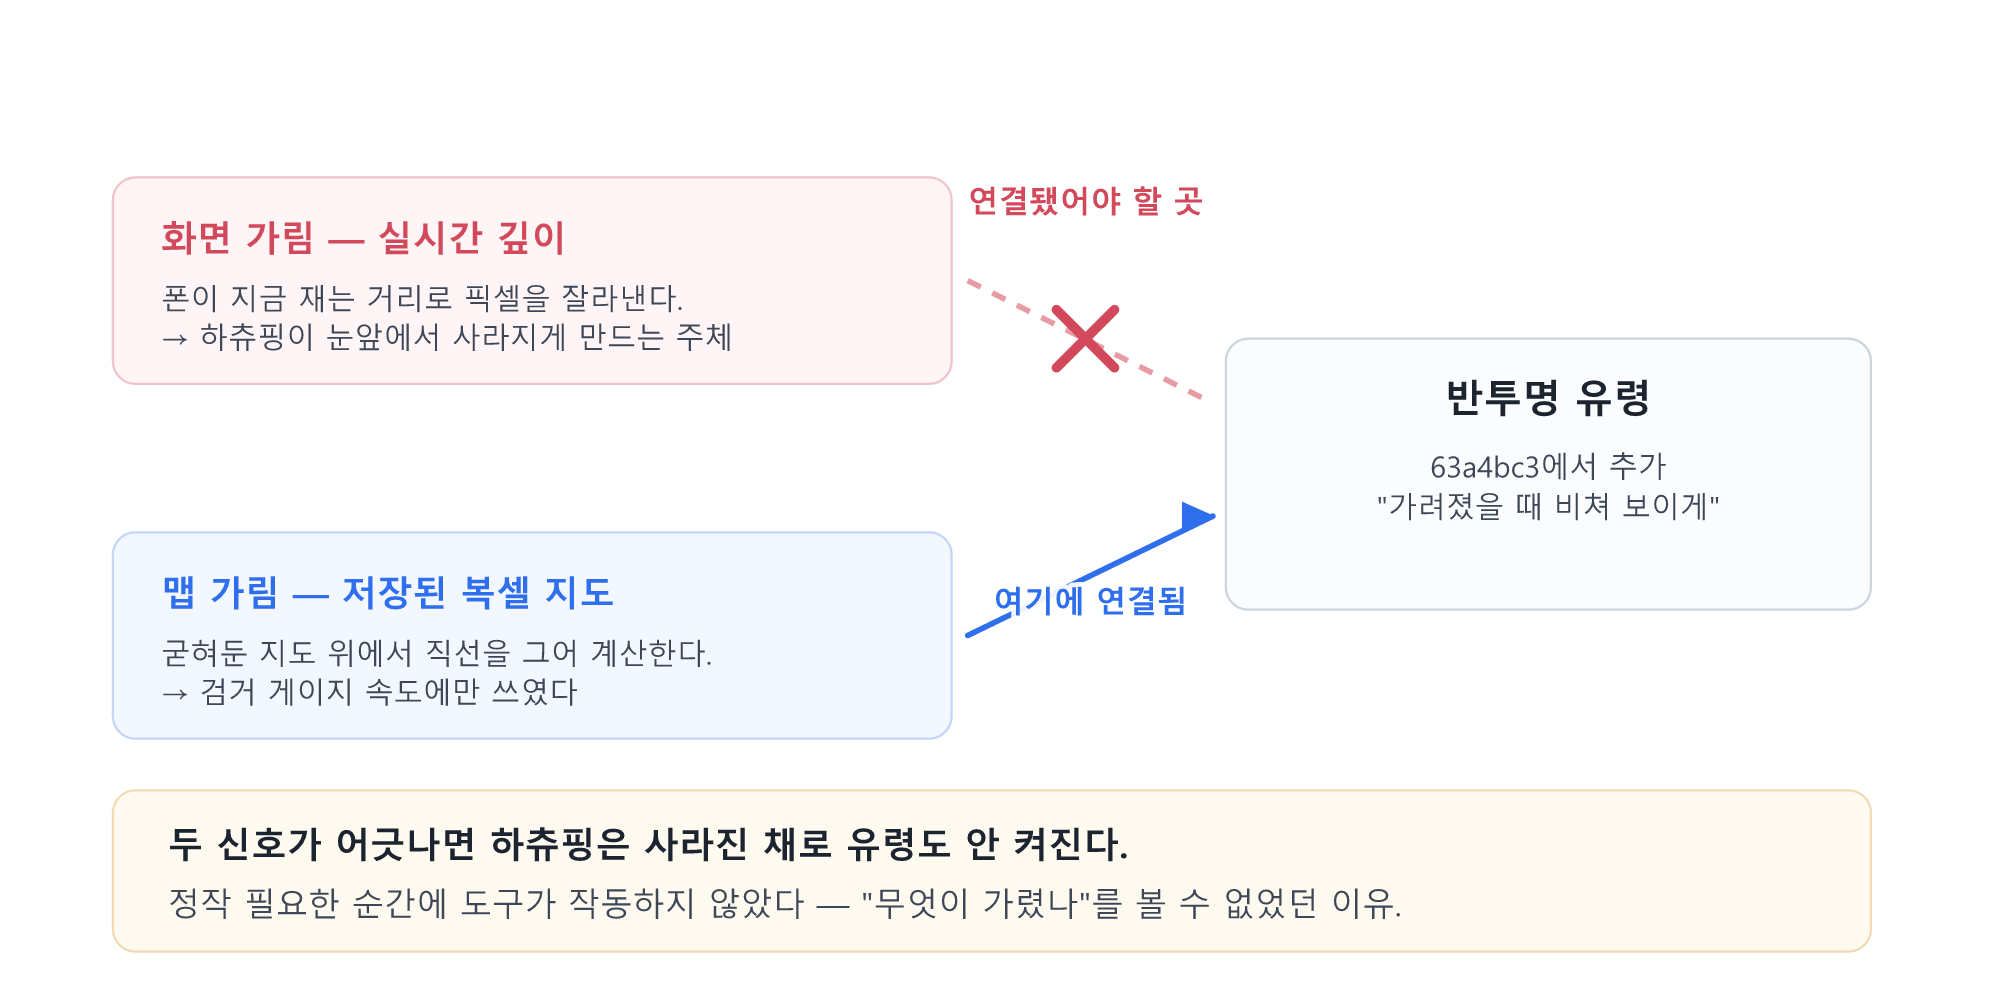 연결됐어야 할 곳
화면 가림 — 실시간 깊이
폰이 지금 재는 거리로 픽셀을 잘라낸다.
→ 하츄핑이 눈앞에서 사라지게 만드는 주체
반투명 유령
63a4bc3에서 추가
"가려졌을 때 비쳐 보이게"
여기에 연결됨
맵 가림 — 저장된 복셀 지도
굳혀둔 지도 위에서 직선을 그어 계산한다.
→ 검거 게이지 속도에만 쓰였다
두 신호가 어긋나면 하츄핑은 사라진 채로 유령도 안 켜진다.
정작 필요한 순간에 도구가 작동하지 않았다 — "무엇이 가렸나"를 볼 수 없었던 이유.